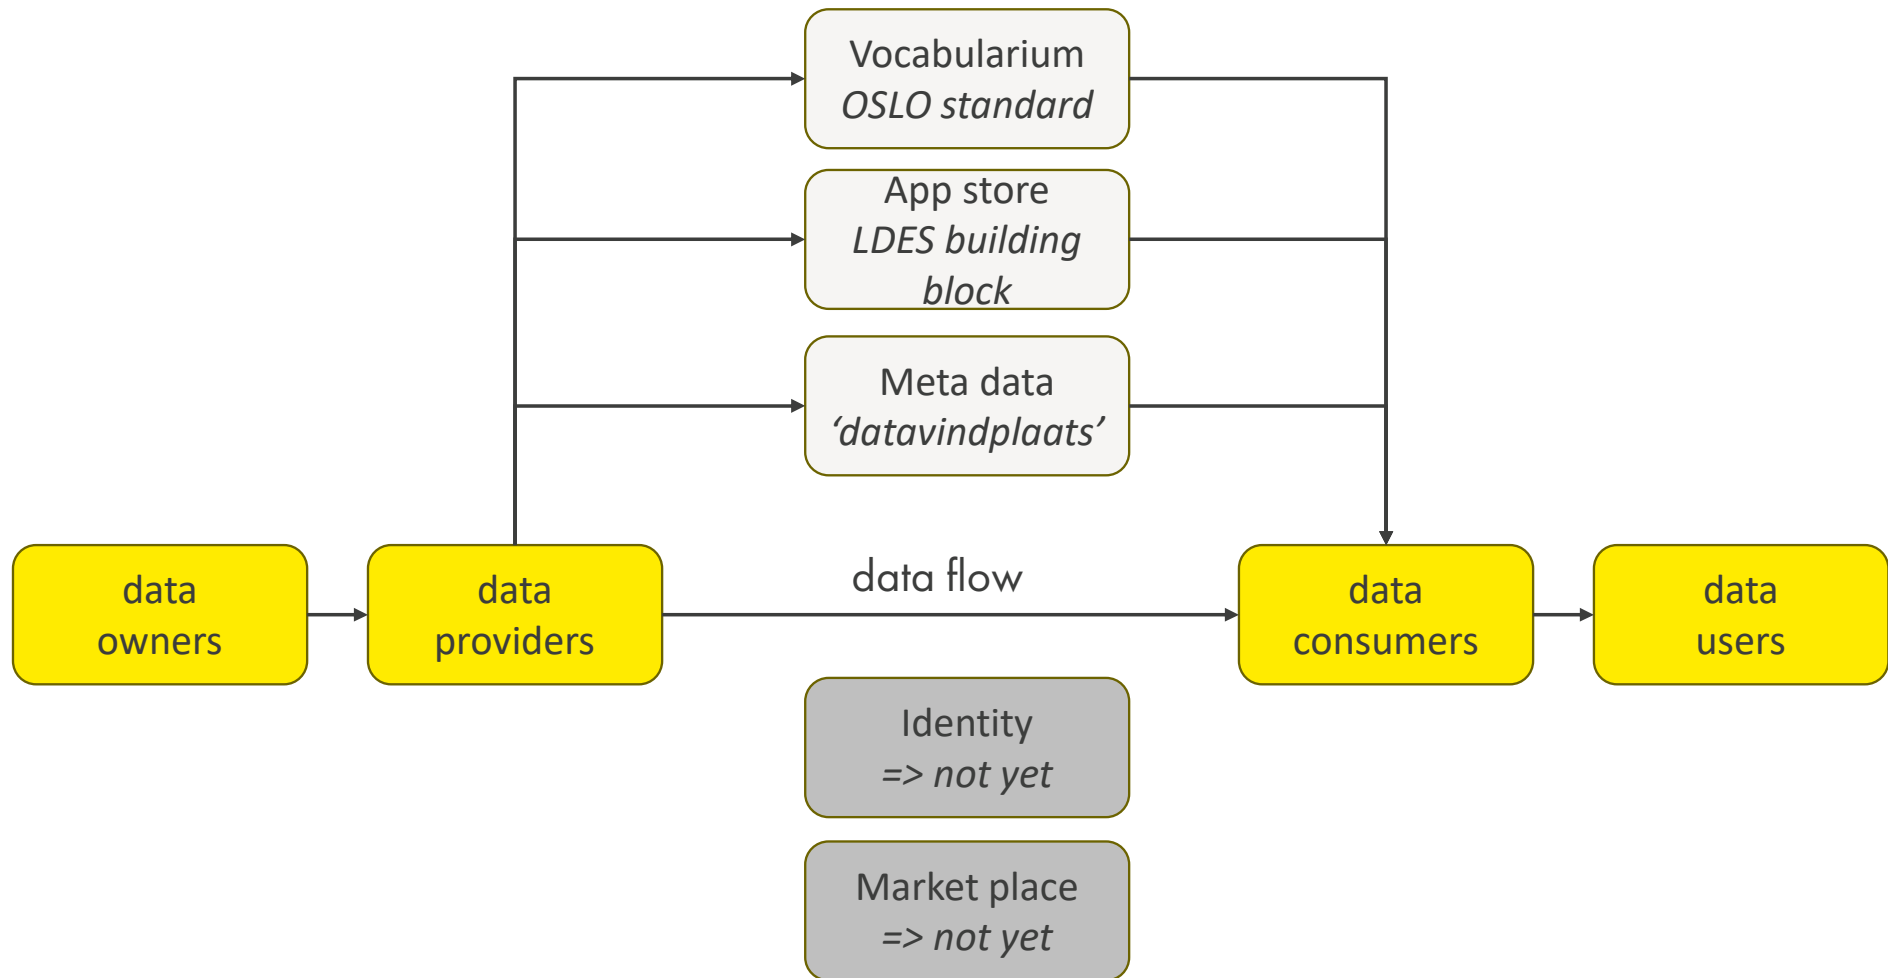 Vocabularium
OSLO standard
App store
LDES building
block
Meta data
‘datavindplaats’
data
owners
data
providers
data flow
data
consumers
data
users
Identity
=> not yet
Market place
=> not yet